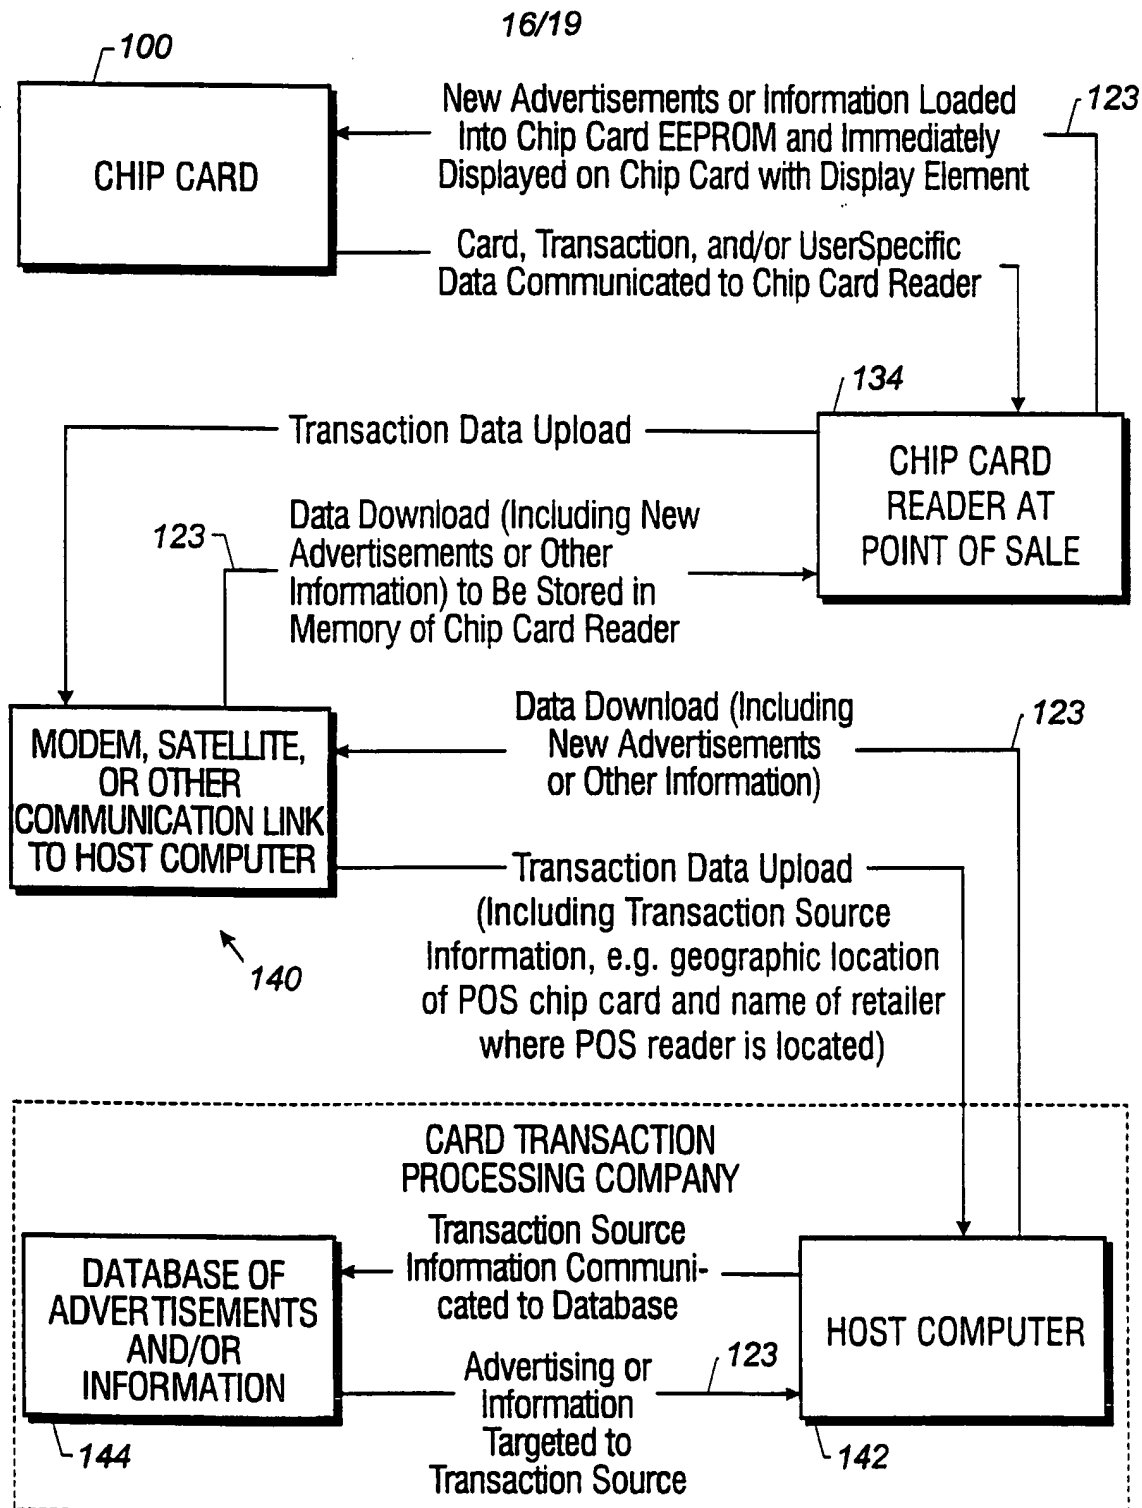 16/19
100
New Advertisements or Information Loaded
Into Chip Card EEPROM and Immediately
Displayed on Chip Card with Display Element
123
CHIP CARD
Card, Transaction, and/or UserSpecific
Data Communicated to Chip Card Reader
134
Transaction Data Upload
CHIP CARD
READER AT
POINT OF SALE
123
Data Download (Including New
Advertisements or Other
Information) to Be Stored in
Memory of Chip Card Reader
MODEM, SATELLITE,
OR OTHER
COMMUNICATION LINK
TO HOST COMPUTER
Data Download (Including
New Advertisements
or Other Information)
123
Transaction Data Upload
(Including Transaction Source
Information, e.g. geographic location
of POS chip card and name of retailer
where POS reader is located)
140
CARD TRANSACTION
PROCESSING COMPANY
Transaction Source
Information Communi-
cated to Database
DATABASE OF
ADVERTISEMENTS
AND/OR
INFORMATION
HOST COMPUTER
Advertising or
Information
Targeted to
Transaction Source
123
144
142